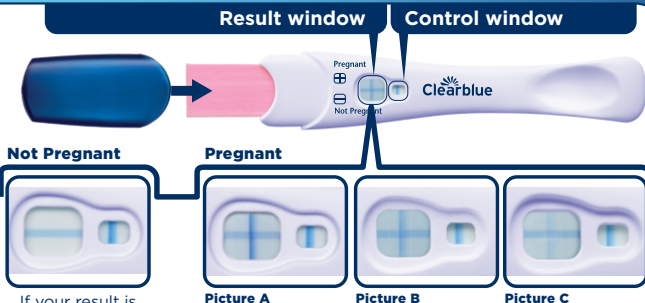 Result window
Control window
Pregnant
Not Pregnant
Clearblue
Not Pregnant
Pregnant
If your result is
Picture A
Picture B
Picture C